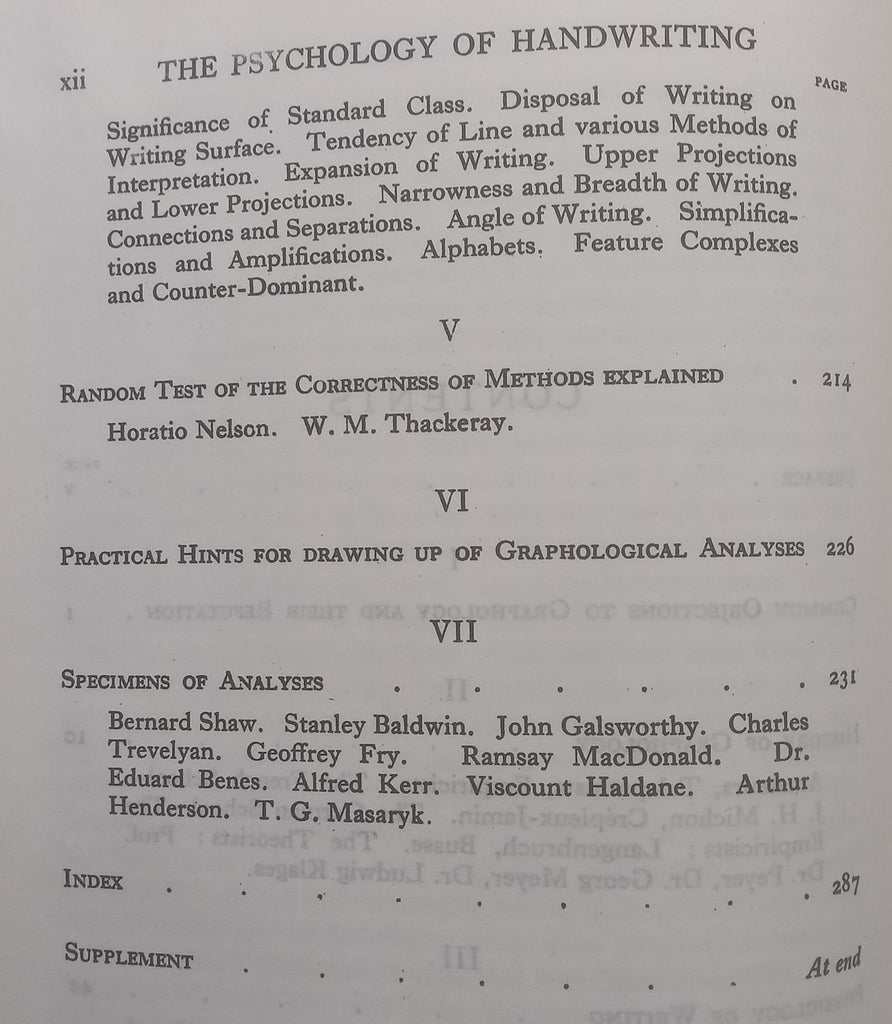 xii THE PSYCHOLOGY OF HANDWRITING
PAGE
Significance of Standard Class. Disposal of Writing on
Writing Surface. Tendency of Line and various Methods of
Interpretation. Expansion of Writing. Upper Projections
and Lower Projections. Narrowness and Breadth of Writing.
Connections and Separations. Angle of Writing. Simplifica-
tions and Amplifications. Alphabets. Feature Complexes
and Counter-Dominant.
V
RANDOM TEST OF THE CORRECTNESS OF METHODS EXPLAINED . 214
Horatio Nelson. W. M. Thackeray.
VI
PRACTICAL HINTS FOR DRAWING UP OF GRAPHOLOGICAL ANALYSES 226
VII
SPECIMENS OF ANALYSES . . . . . . 231
Bernard Shaw. Stanley Baldwin. John Galsworthy. Charles
Trevelyan. Geoffrey Fry. Ramsay MacDonald. Dr.
Eduard Benes. Alfred Kerr. Viscount Haldane. Arthur
Henderson. T. G. Masaryk.
INDEX . . . . . . . . . 287
SUPPLEMENT . . . . . . . At end